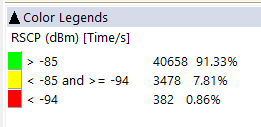 Color Legends
RSCP (dBm) [Time/s]
> -85 40658 91.33%
< -85 and >= -94 3478 7.81%
< -94 382 0.86%